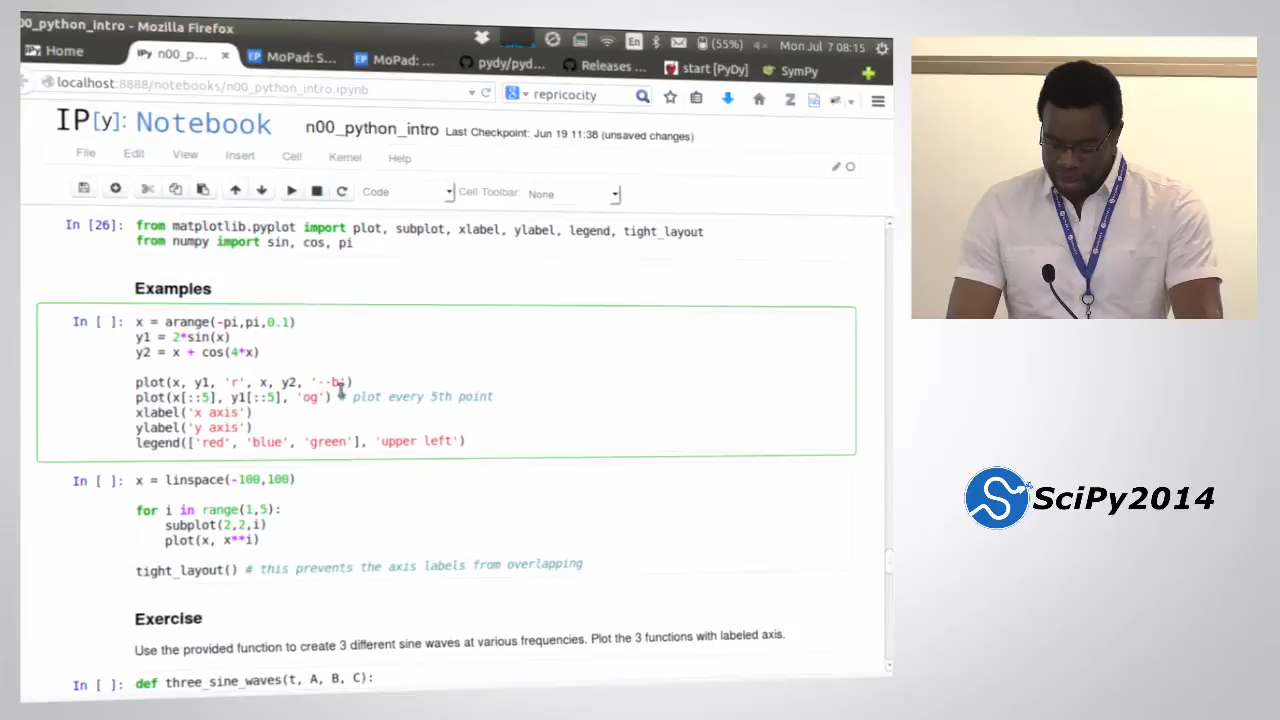 00_python_intro - Mozilla Firefox
En (55%) Mon Jul 7 08:15
IPy Home IPy n00_p... × EP MoPad: S... EP MoPad: ... pydy/pyd... Releases ... start [PyDy] SymPy
localhost:8888/notebooks/n00_python_intro.ipynb repricocity
IP[y]: Notebook n00_python_intro Last Checkpoint: Jun 19 11:36 (unsaved changes)
File Edit View Insert Cell Kernel Help
Code Cell Toolbar: None
In [26]: from matplotlib.pyplot import plot, subplot, xlabel, ylabel, legend, tight_layout
from numpy import sin, cos, pi
Examples
In [ ]: x = arange(-pi,pi,0.1)
y1 = 2*sin(x)
y2 = x + cos(4*x)
plot(x, y1, 'r', x, y2, '--b')
plot(x[::5], y1[::5], 'og') # plot every 5th point
xlabel('x axis')
ylabel('y axis')
legend(['red', 'blue', 'green'], 'upper left')
In [ ]: x = linspace(-100,100)
for i in range(1,5):
subplot(2,2,i)
plot(x, x**i)
tight_layout() # this prevents the axis labels from overlapping
Exercise
Use the provided function to create 3 different sine waves at various frequencies. Plot the 3 functions with labeled axis.
In [ ]: def three_sine_waves(t, A, B, C):
SciPy2014